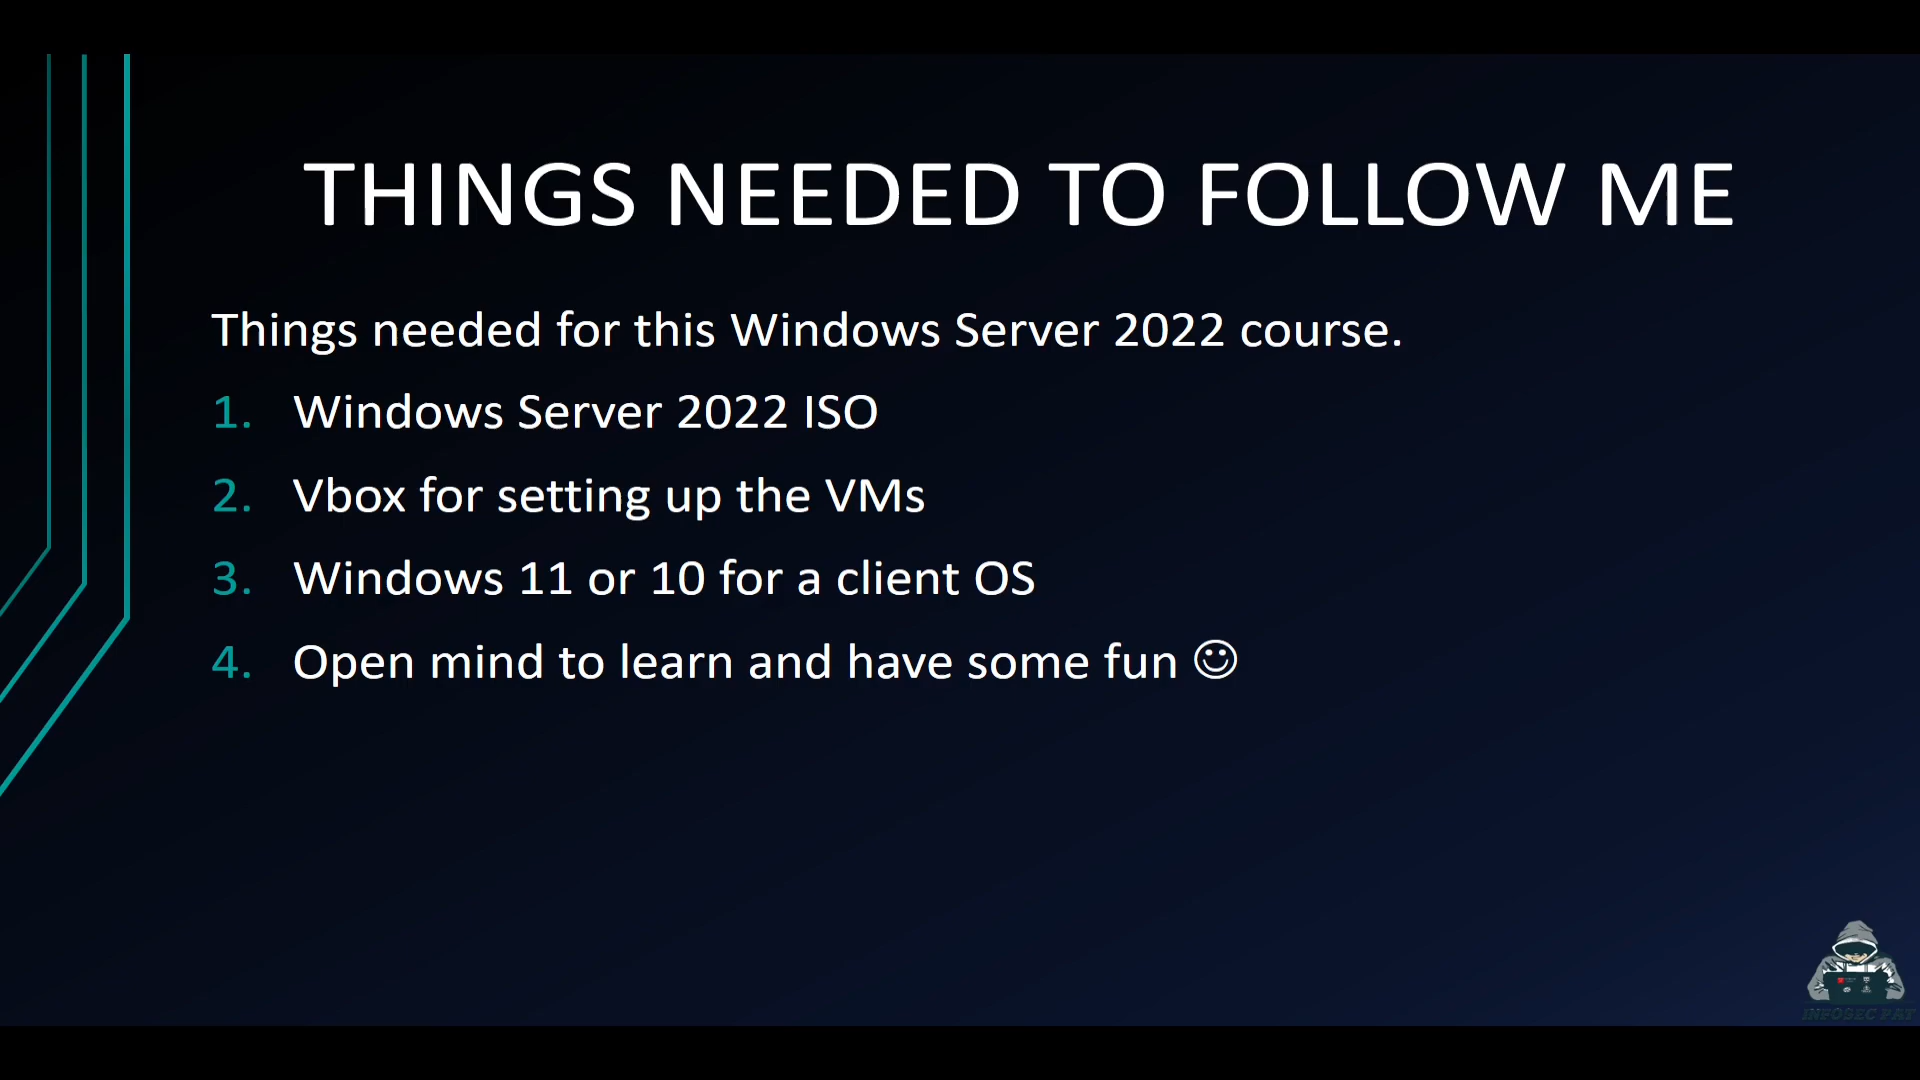 THINGS NEEDED TO FOLLOW ME
Things needed for this Windows Server 2022 course.
1. Windows Server 2022 ISO
2. Vbox for setting up the VMs
3. Windows 11 or 10 for a client OS
4. Open mind to learn and have some fun ☺
INFOSEC PAT